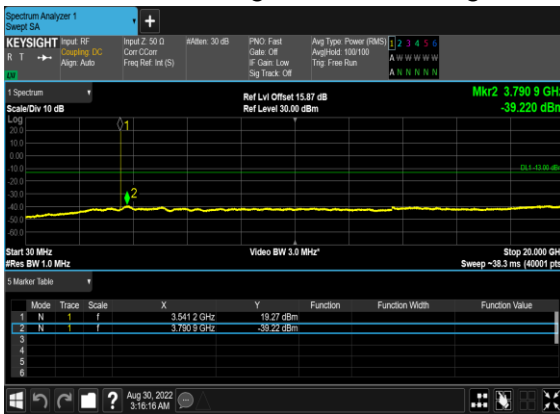 Spectrum Analyzer 1
Swept SA
KEYSIGHT
R T
LV
Input: RF
Coupling: DC
Align: Auto
Input Z: 50 Ω
Corr CCorr
Freq Ref: Int (S)
#Atten: 30 dB
PNO: Fast
Gate: Off
IF Gain: Low
Sig Track: Off
Avg Type: Power (RMS)
Avg|Hold: 100/100
Trig: Free Run
1 2 3 4 5 6
A W W W W W
A N N N N N
1 Spectrum
Scale/Div 10 dB
Ref Lvl Offset 15.87 dB
Ref Level 30.00 dBm
Mkr2 3.790 9 GHz
-39.220 dBm
Log
20.0
10.0
0.00
-10.0
-20.0
-30.0
-40.0
-50.0
-60.0
1
2
DL1 -13.00 dBm
Start 30 MHz
#Res BW 1.0 MHz
Video BW 3.0 MHz*
Stop 20.000 GHz
Sweep ~38.3 ms (40001 pts)
5 Marker Table
Mode Trace Scale X Y Function Function Width Function Value
1 N 1 f 3.541 2 GHz 19.27 dBm
2 N 1 f 3.790 9 GHz -39.22 dBm
3
4
5
6
?
Aug 30, 2022
3:16:16 AM